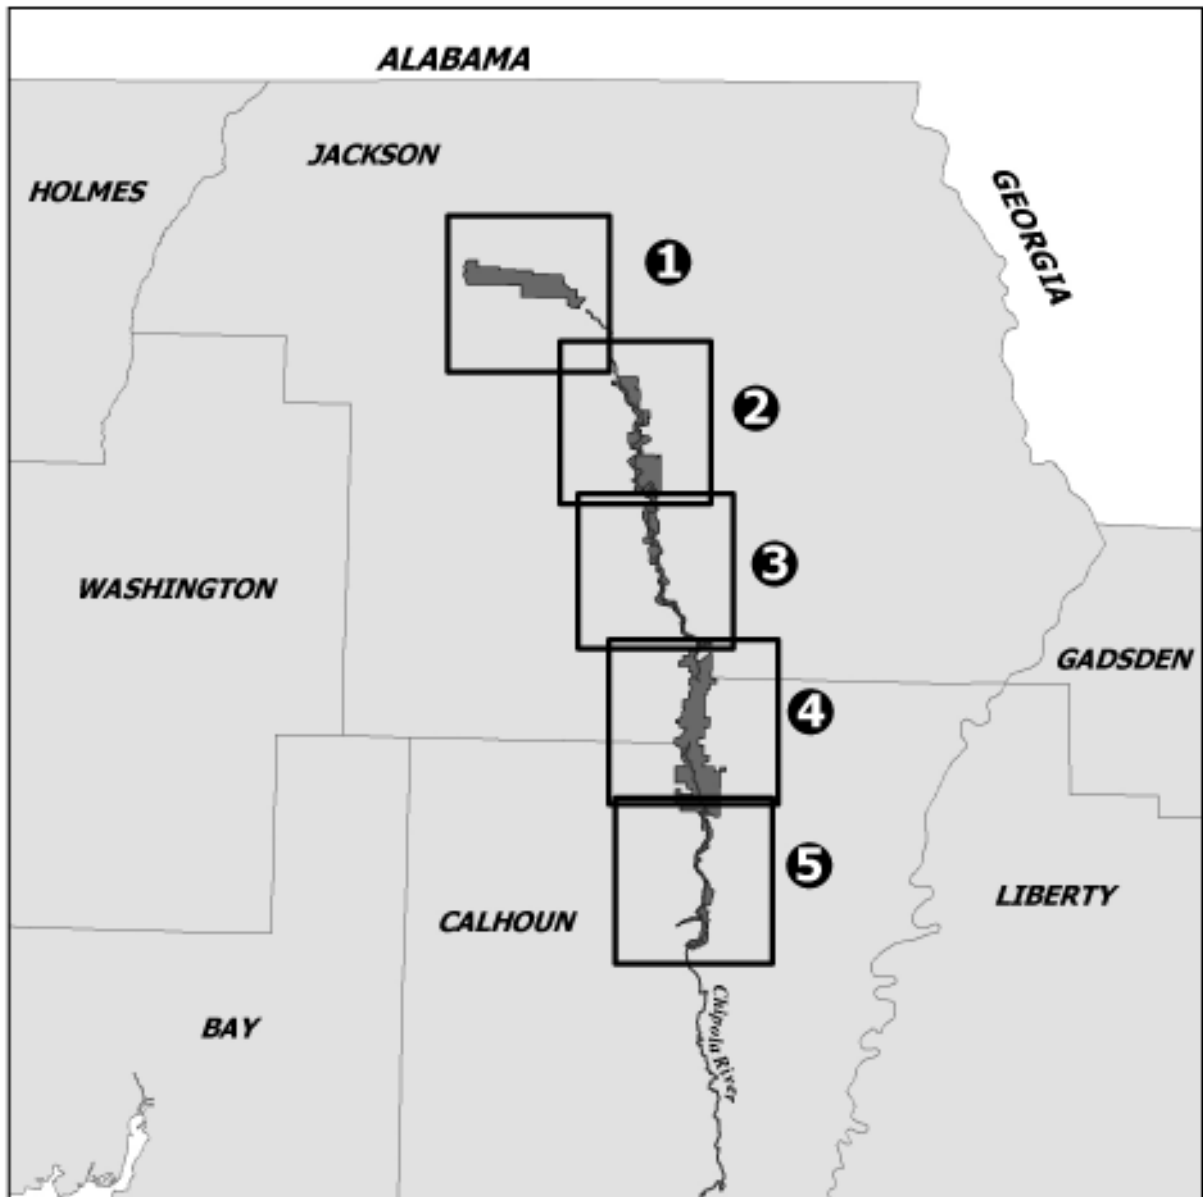 ALABAMA
JACKSON
HOLMES
GEORGIA
1
2
3
WASHINGTON
GADSDEN
4
5
LIBERTY
CALHOUN
Chipola River
BAY